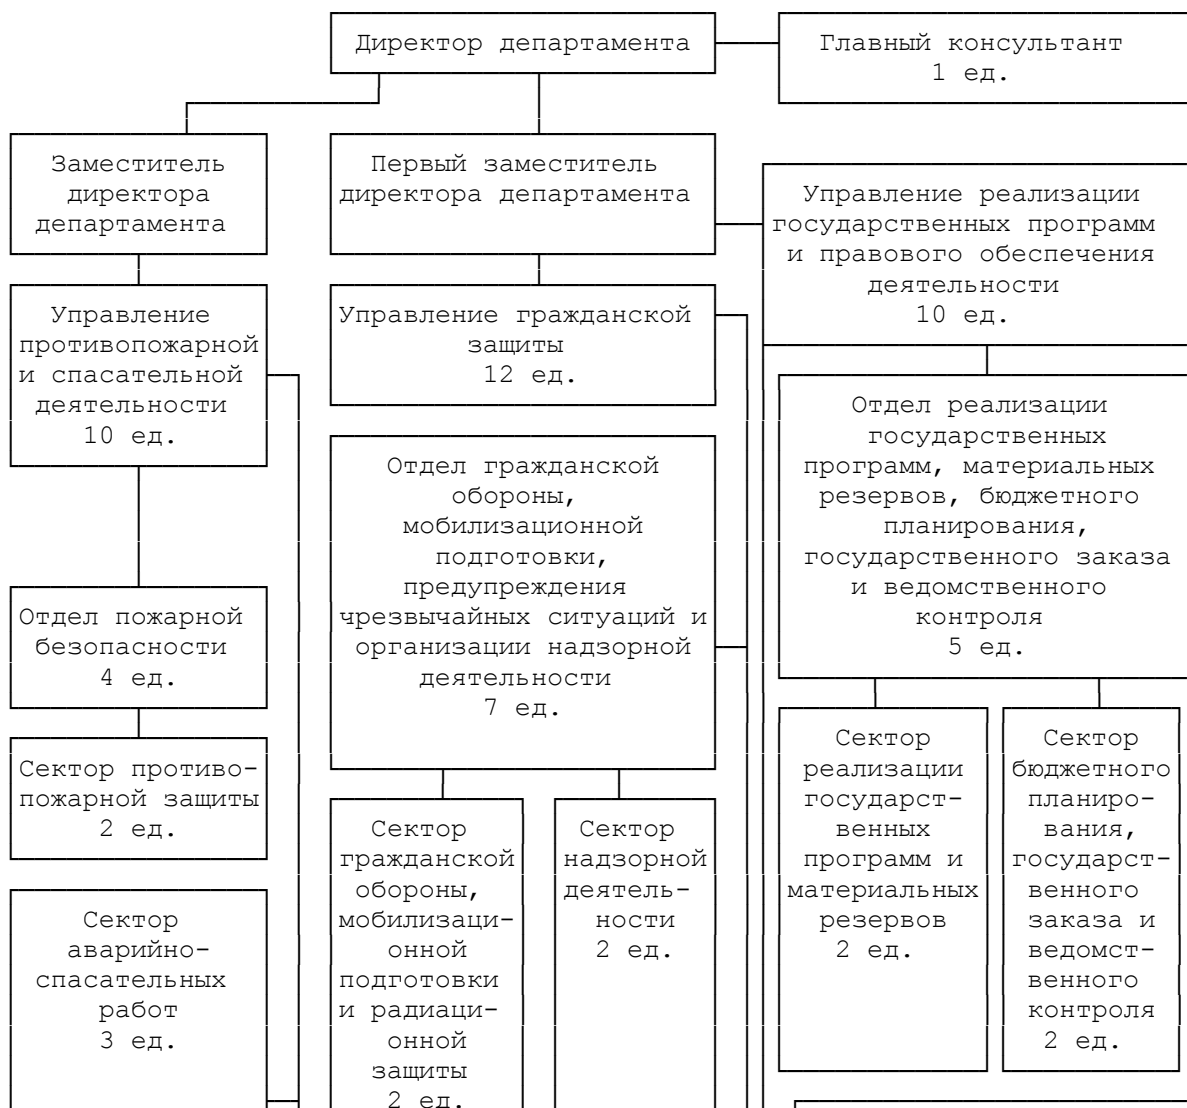 Директор департамента
Главный консультант
1 ед.
Заместитель
директора
департамента
Первый заместитель
директора департамента
Управление реализации
государственных программ
и правового обеспечения
деятельности
10 ед.
Управление
противопожарной
и спасательной
деятельности
10 ед.
Управление гражданской
защиты
12 ед.
Отдел реализации
государственных
программ, материальных
резервов, бюджетного
планирования,
государственного заказа
и ведомственного
контроля
5 ед.
Отдел гражданской
обороны,
мобилизационной
подготовки,
предупреждения
чрезвычайных ситуаций и
организации надзорной
деятельности
7 ед.
Отдел пожарной
безопасности
4 ед.
Сектор противо-
пожарной защиты
2 ед.
Сектор
аварийно-
спасательных
работ
3 ед.
Сектор
гражданской
обороны,
мобилизаци-
онной
подготовки
и радиаци-
онной
защиты
2 ед.
Сектор
надзорной
деятель-
ности
2 ед.
Сектор
реализации
государст-
венных
программ и
материальных
резервов
2 ед.
Сектор
бюджетного
планиро-
вания,
государст-
венного
заказа и
ведомст-
венного
контроля
2 ед.